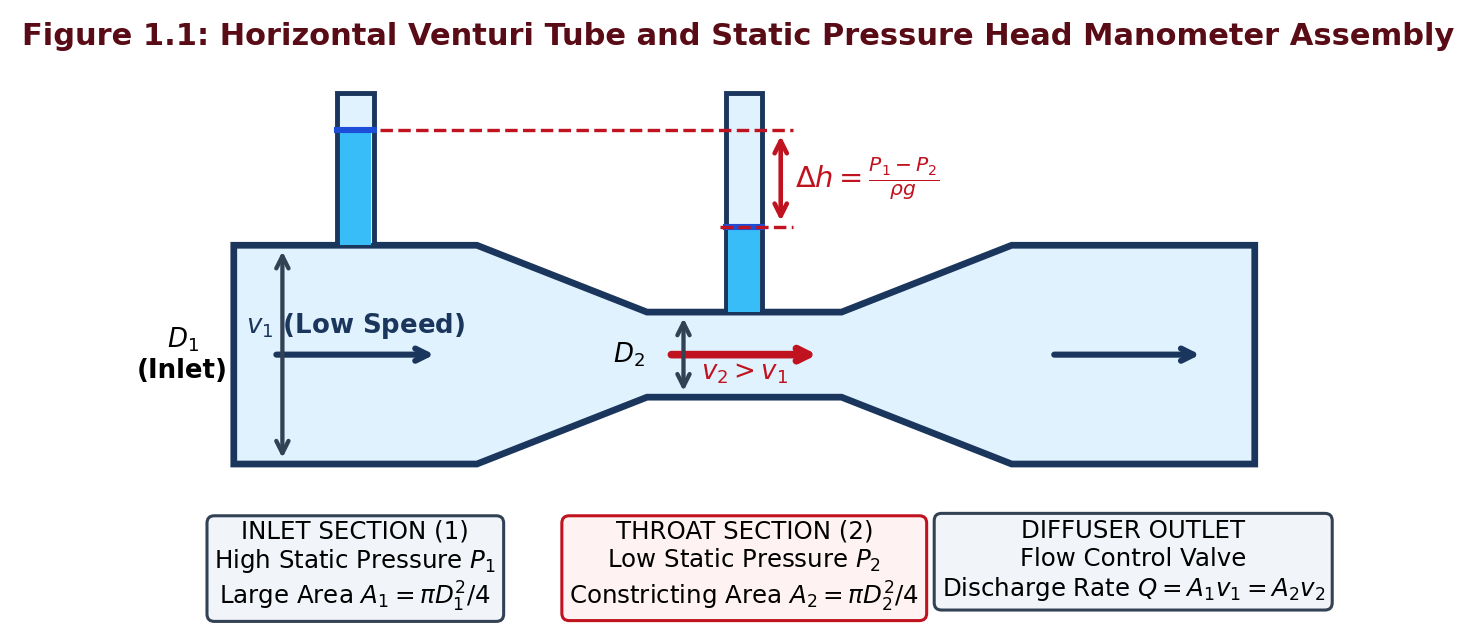 Figure 1.1: Horizontal Venturi Tube and Static Pressure Head Manometer Assembly
Δh = (P₁ − P₂)/(ρg)
v₁ (Low Speed)
D₁
(Inlet)
D₂
v₂ > v₁
INLET SECTION (1)
High Static Pressure P₁
Large Area A₁ = πD₁²/4
THROAT SECTION (2)
Low Static Pressure P₂
Constricting Area A₂ = πD₂²/4
DIFFUSER OUTLET
Flow Control Valve
Discharge Rate Q = A₁v₁ = A₂v₂